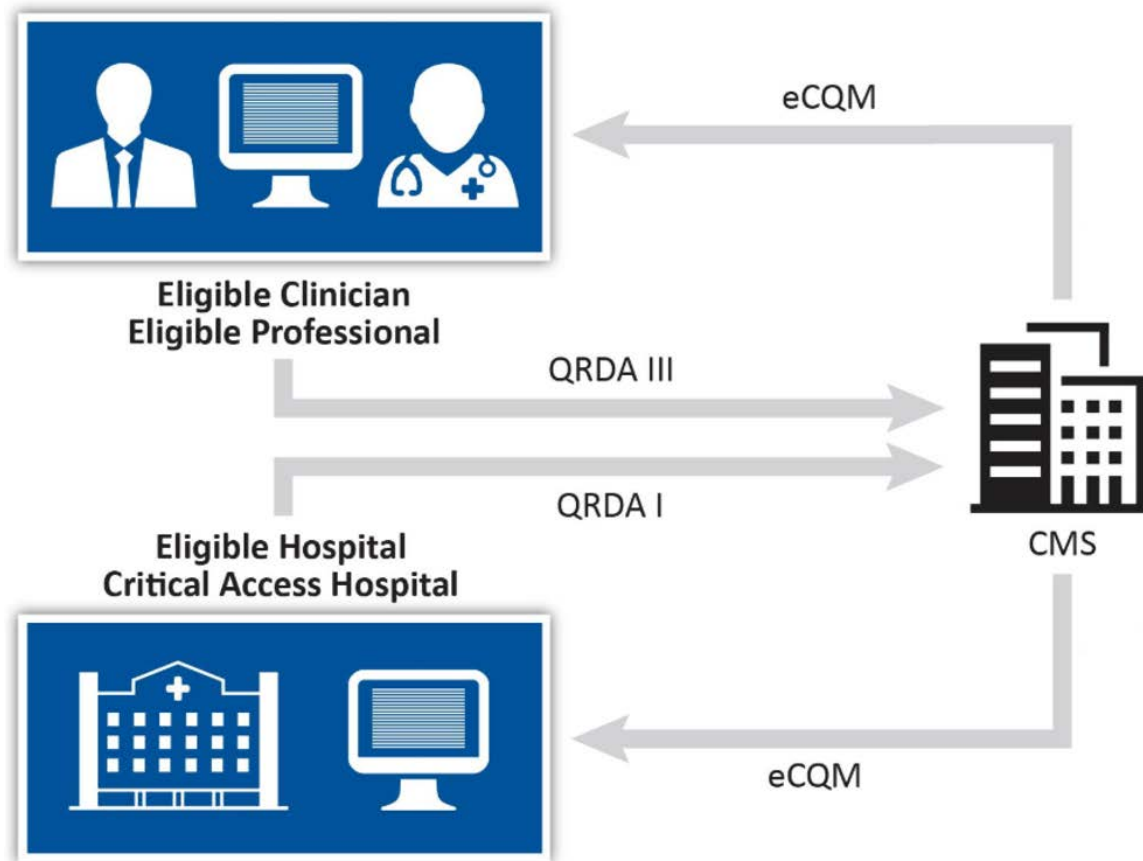 eCQM
Eligible Clinician
Eligible Professional
QRDA III
QRDA I
Eligible Hospital
Critical Access Hospital
CMS
eCQM